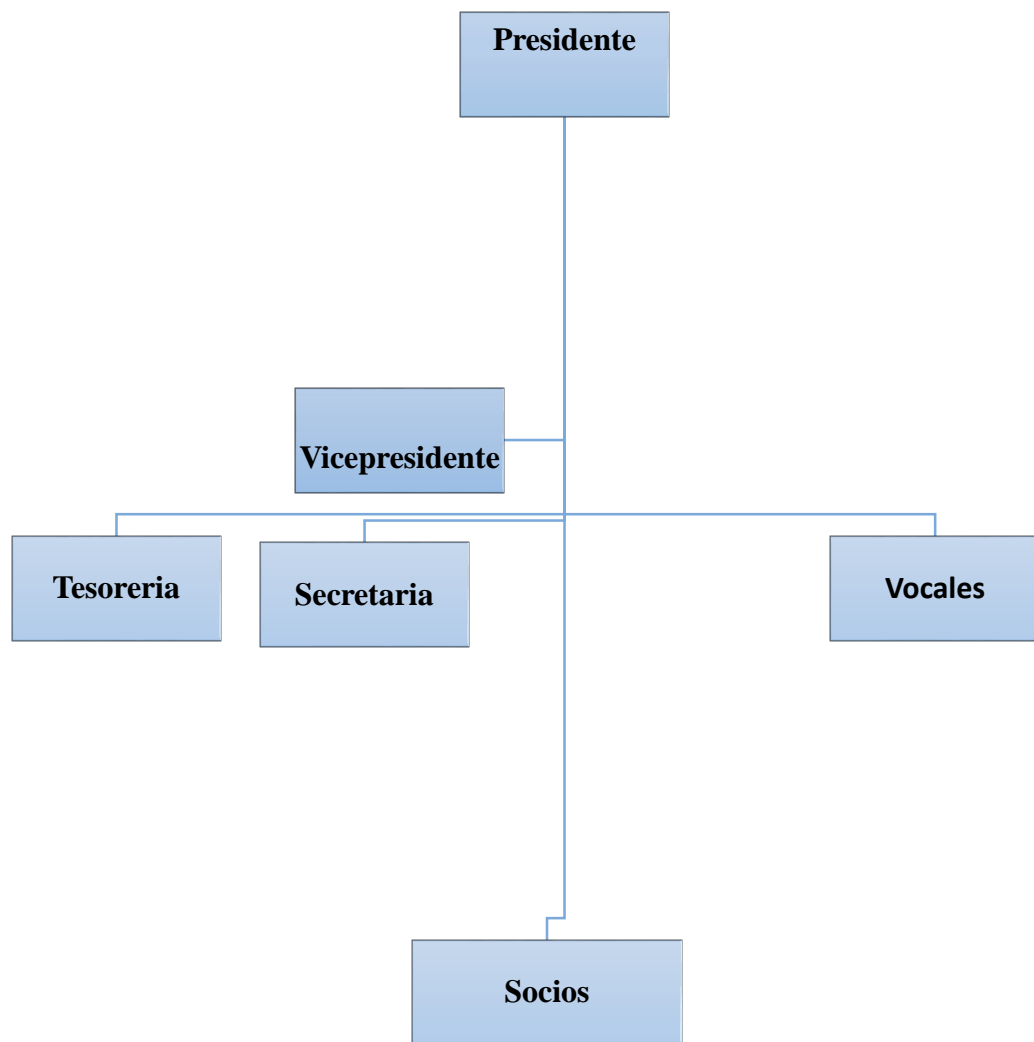 Presidente
Vicepresidente
Tesoreria
Secretaria
Vocales
Socios